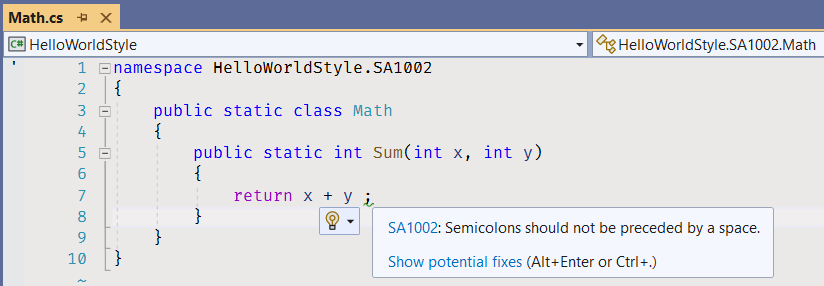 Math.cs
C# HelloWorldStyle HelloWorldStyle.SA1002.Math
1 namespace HelloWorldStyle.SA1002
2 {
3 public static class Math
4 {
5 public static int Sum(int x, int y)
6 {
7 return x + y ;
8 }
9 }
10 }
~
SA1002: Semicolons should not be preceded by a space.
Show potential fixes (Alt+Enter or Ctrl+.)